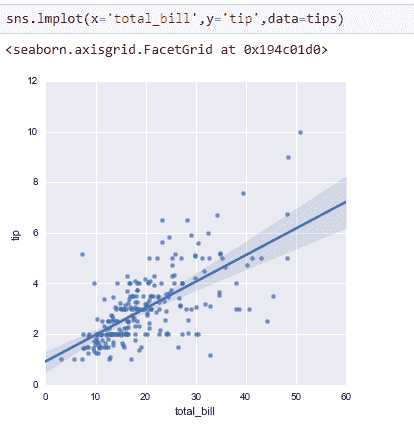 sns.lmplot(x='total_bill',y='tip',data=tips)
<seaborn.axisgrid.FacetGrid at 0x194c01d0>
12
10
8
6
4
2
0
tip
0 10 20 30 40 50 60
total_bill